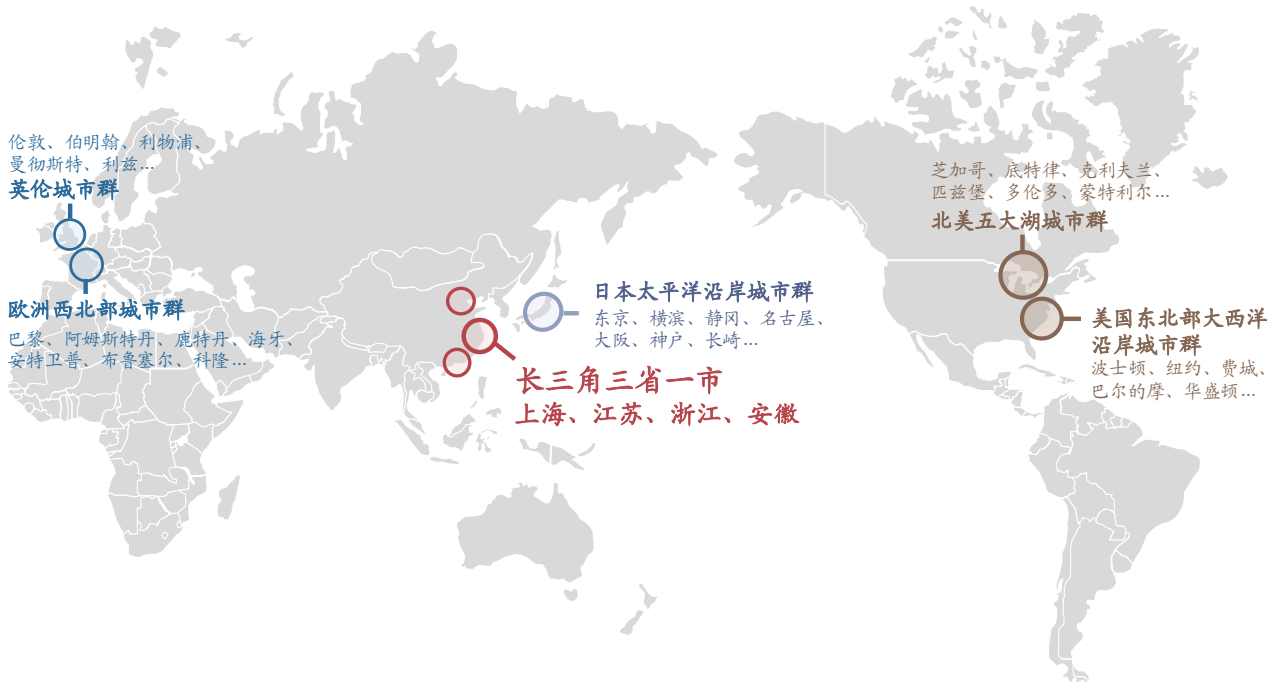 伦敦、伯明翰、利物浦、
曼彻斯特、利兹...
英伦城市群
欧洲西北部城市群
巴黎、阿姆斯特丹、鹿特丹、海牙、
安特卫普、布鲁塞尔、科隆...
日本太平洋沿岸城市群
东京、横滨、静冈、名古屋、
大阪、神户、长崎...
长三角三省一市
上海、江苏、浙江、安徽
芝加哥、底特律、克利夫兰、
匹兹堡、多伦多、蒙特利尔...
北美五大湖城市群
美国东北部大西洋
沿岸城市群
波士顿、纽约、费城、
巴尔的摩、华盛顿...